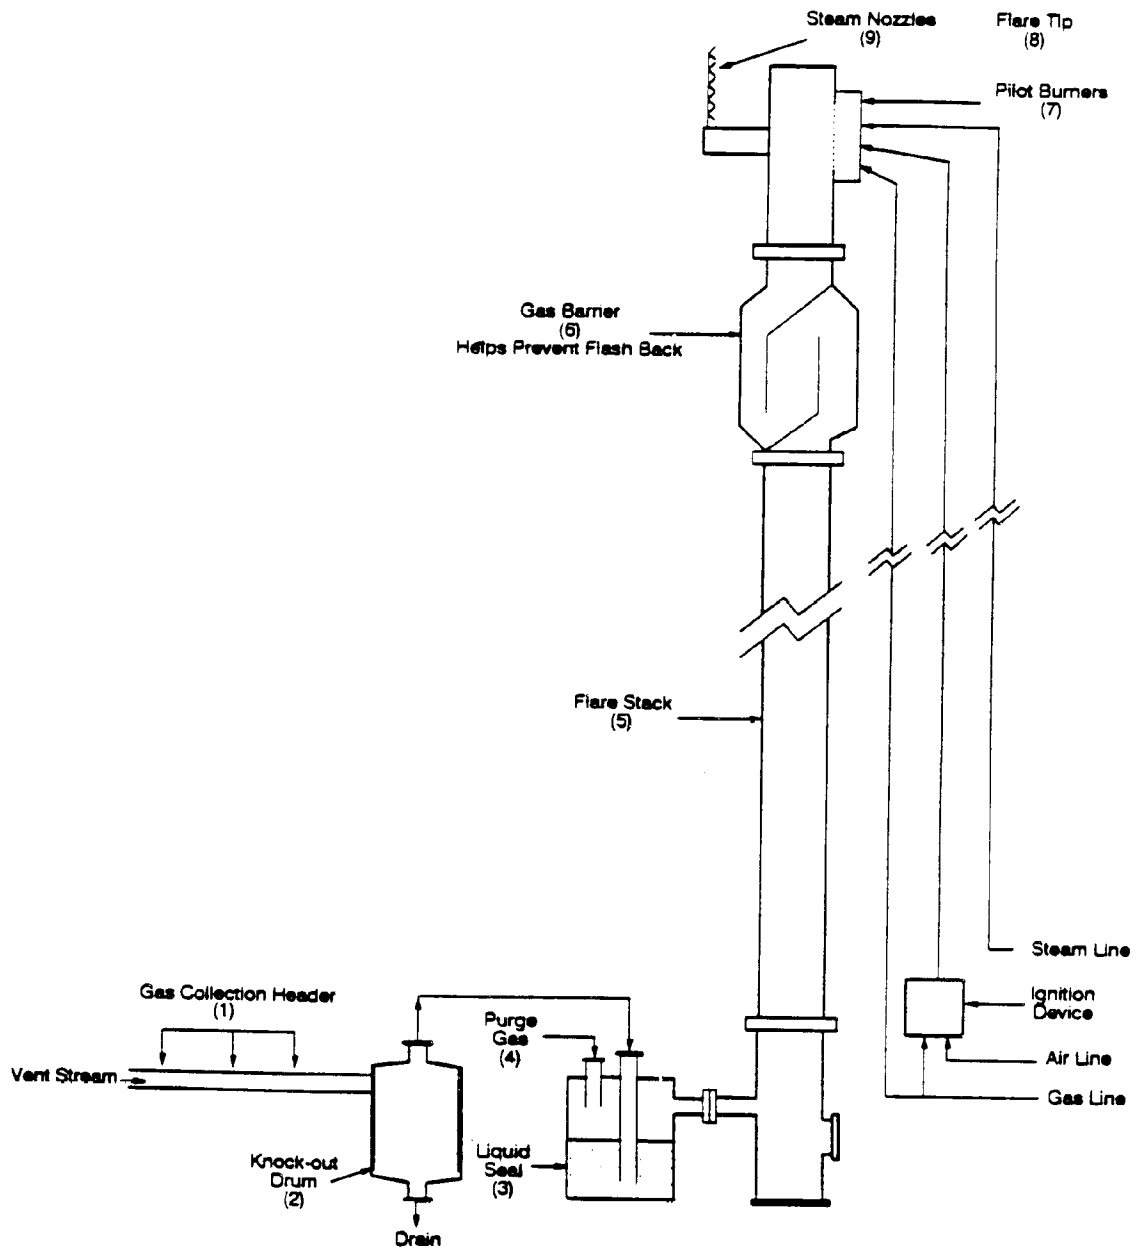 Steam Nozzles
(9)
Flare Tip
(8)
Pilot Burners
(7)
Gas Barrier
(6)
Helps Prevent Flash Back
Flare Stack
(5)
Steam Line
Ignition
Device
Air Line
Gas Line
Gas Collection Header
(1)
Purge
Gas
(4)
Vent Stream
Liquid
Seal
(3)
Knock-out
Drum
(2)
Drain